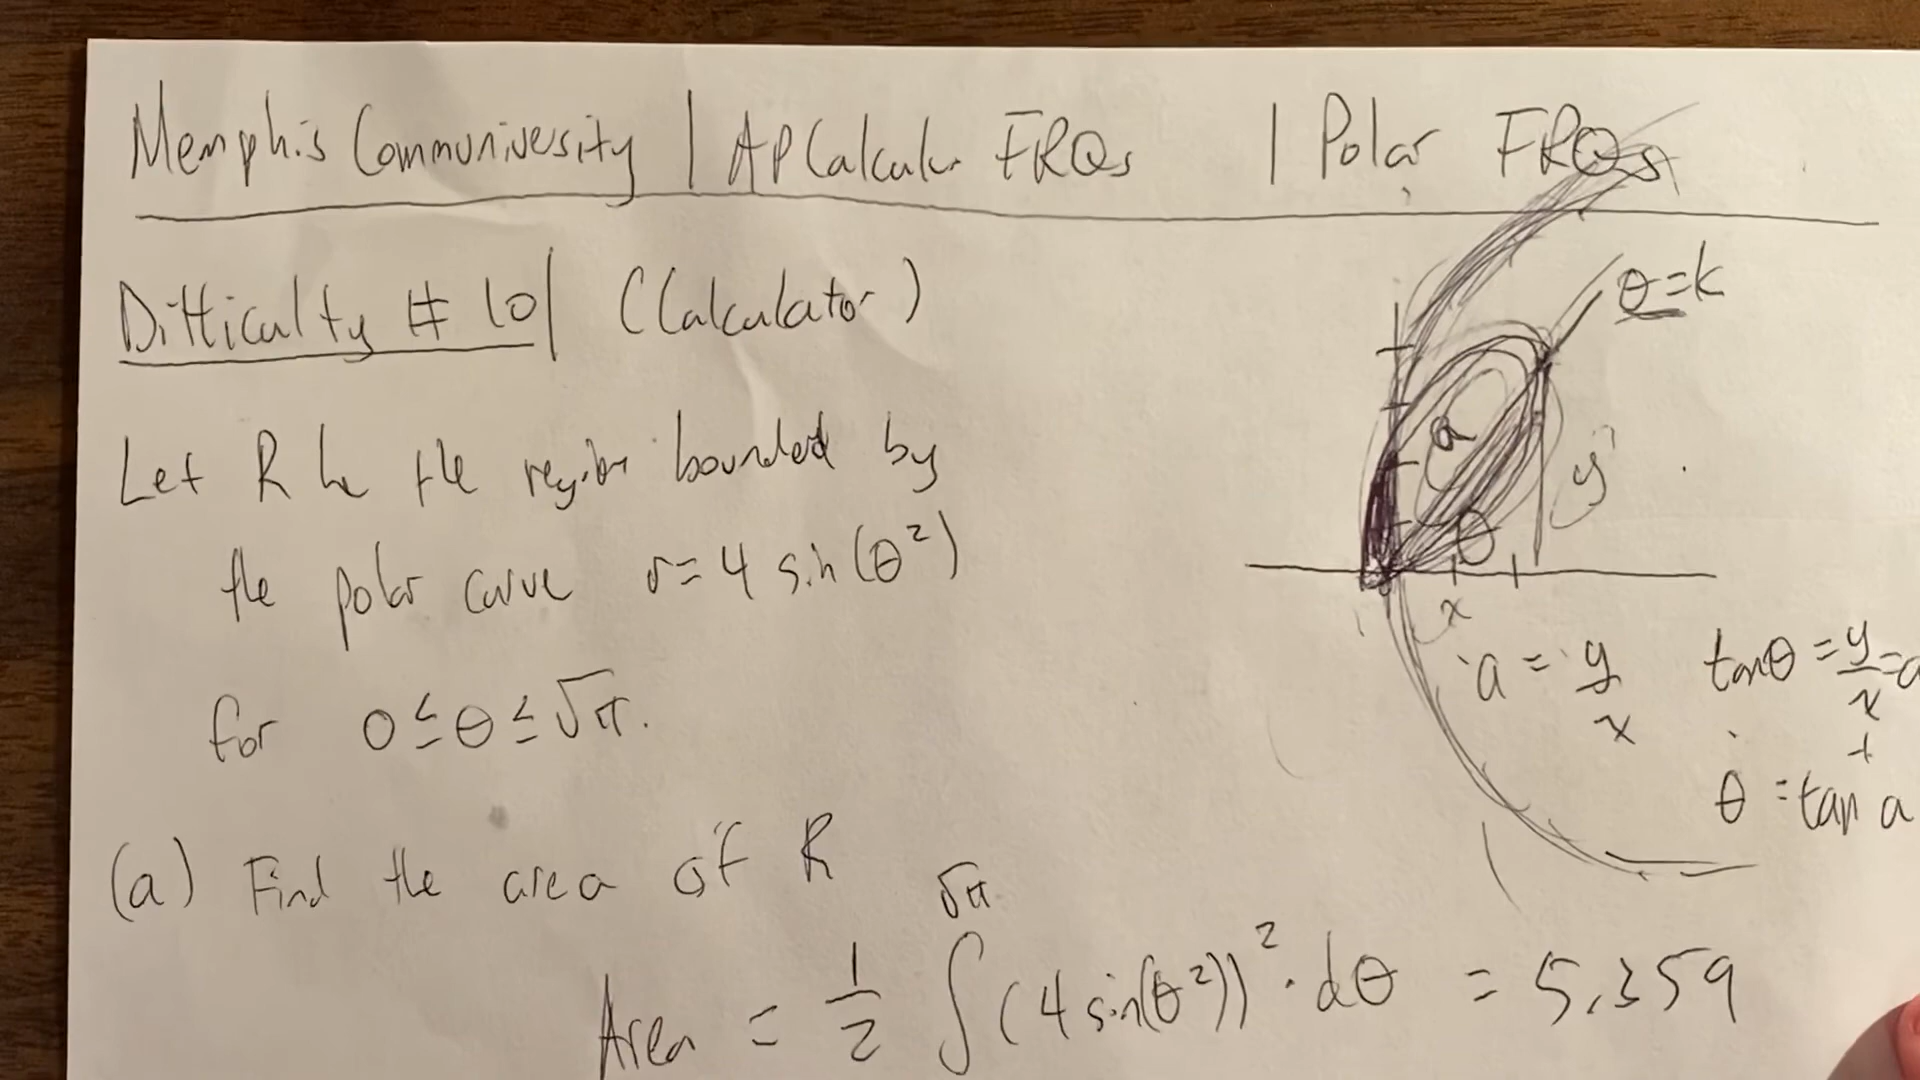 Memphis Communiversity | AP Calculus FRQs | Polar FRQs
Difficulty # 10 | (Calculator)
θ=k
Let R be the region bounded by
the polar curve r= 4 sin(θ²)
for 0≤θ≤√π.
a
θ
y
x
a = y/x tanθ = y/x = a
θ = tan⁻¹ a
(a) Find the area of R
Area = 1/2 ∫ √π (4 sin(θ²))² · dθ = 5.359